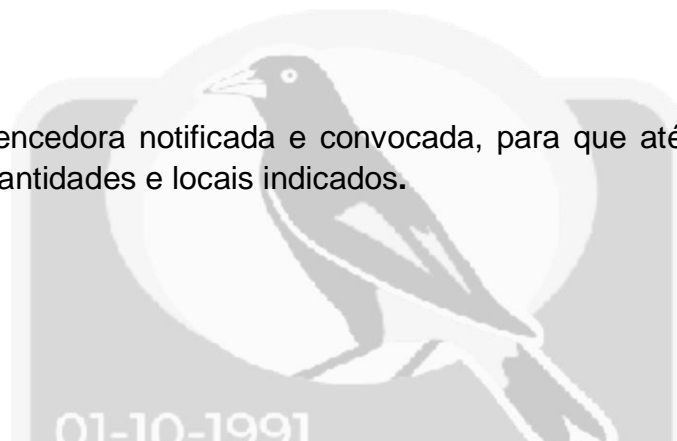 encedora notificada e convocada, para que até
antidades e locais indicados.
01-10-1991